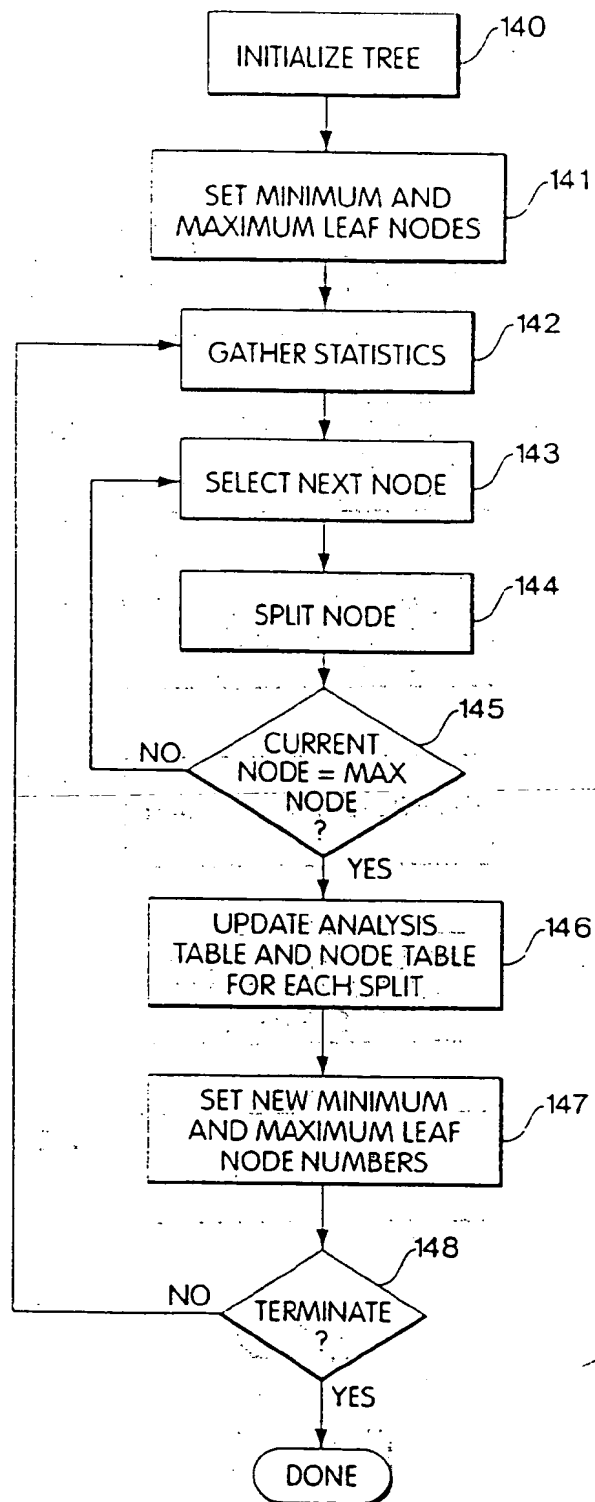 INITIALIZE TREE
140
SET MINIMUM AND
MAXIMUM LEAF NODES
141
GATHER STATISTICS
142
SELECT NEXT NODE
143
SPLIT NODE
144
CURRENT
NODE = MAX
NODE
?
145
NO
YES
UPDATE ANALYSIS
TABLE AND NODE TABLE
FOR EACH SPLIT
146
SET NEW MINIMUM
AND MAXIMUM LEAF
NODE NUMBERS
147
TERMINATE
?
148
NO
YES
DONE